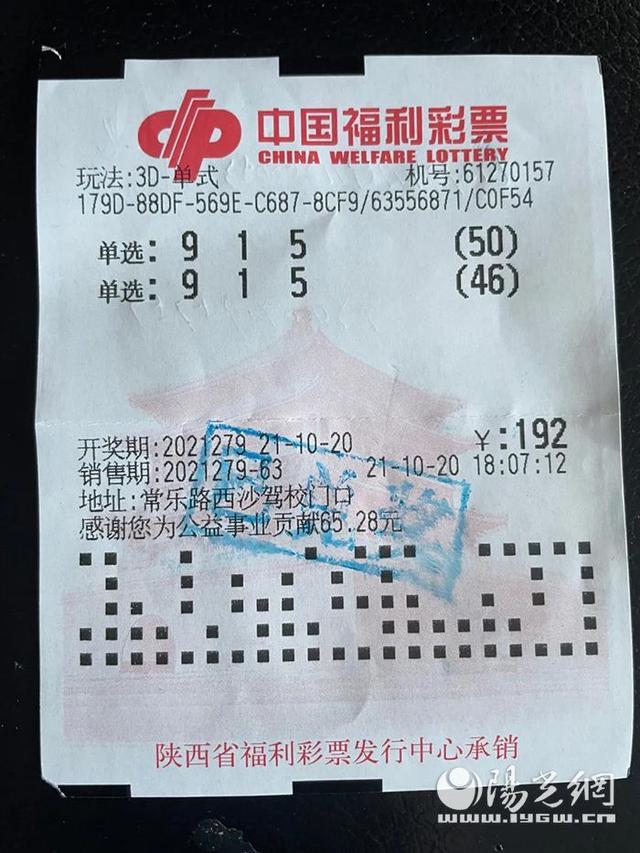 中国福利彩票
CHINA WELFARE LOTTERY
玩法:3D-单式 机号:61270157
179D-88DF-569E-C687-8CF9/63556871/C0F54
单选: 9 1 5 (50)
单选: 9 1 5 (46)
开奖期:2021279 21-10-20 ¥:192
销售期:2021279-63 21-10-20 18:07:12
地址:常乐路西沙驾校门口
感谢您为公益事业贡献65.28元
陕西省福利彩票发行中心承销
陽光網
www.iygw.cn